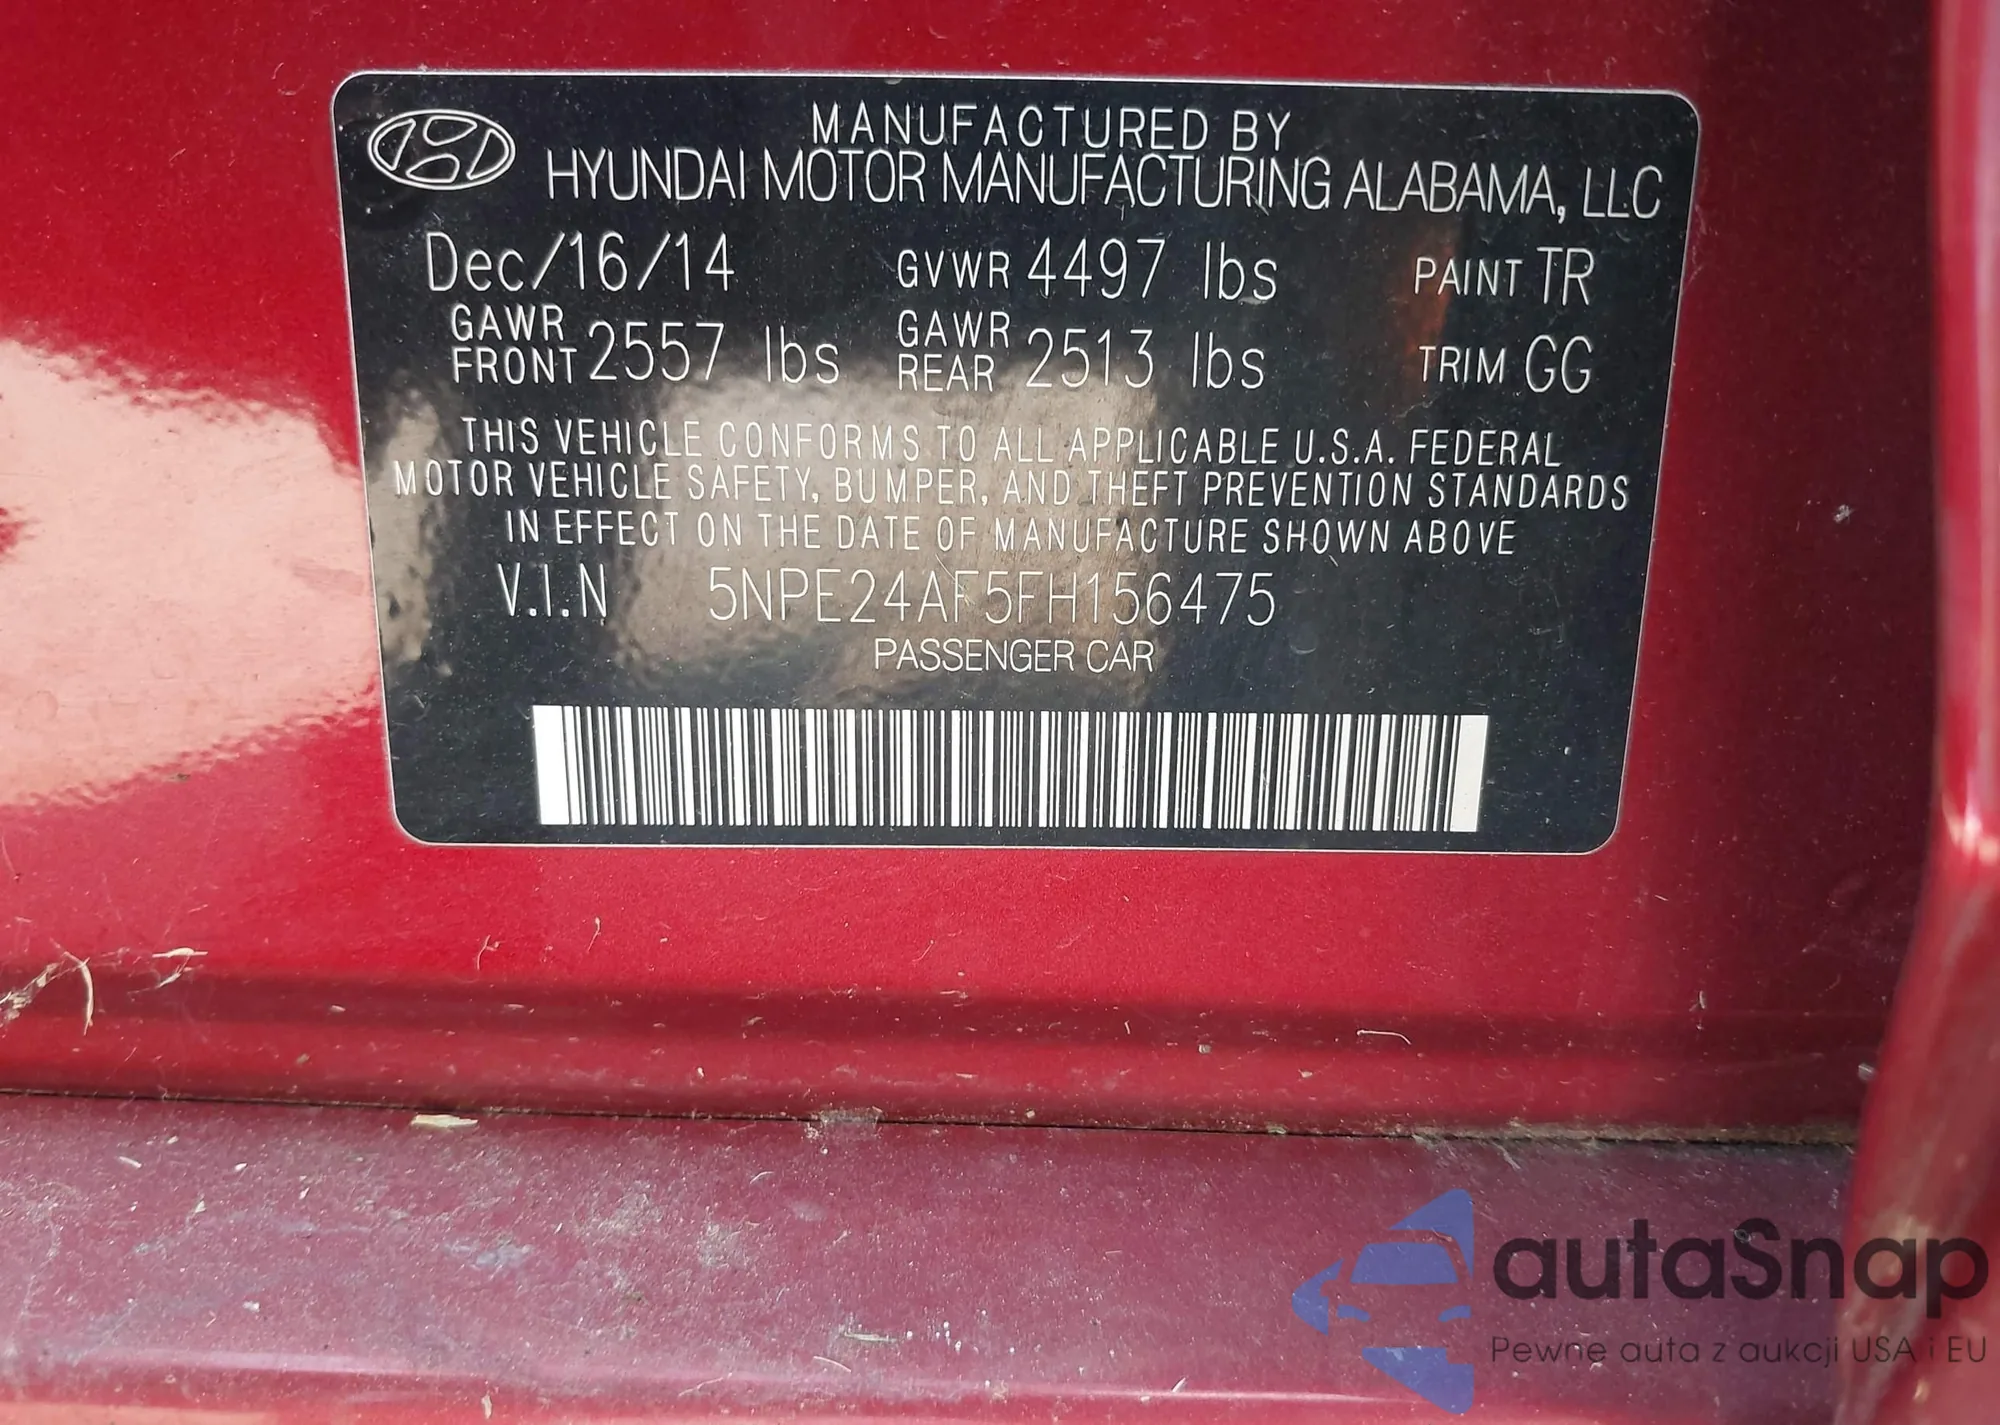 MANUFACTURED BY
HYUNDAI MOTOR MANUFACTURING ALABAMA, LLC
Dec/16/14 GVWR 4497 lbs PAINT TR
GAWR FRONT 2557 lbs GAWR REAR 2513 lbs TRIM GG
THIS VEHICLE CONFORMS TO ALL APPLICABLE U.S.A. FEDERAL
MOTOR VEHICLE SAFETY, BUMPER, AND THEFT PREVENTION STANDARDS
IN EFFECT ON THE DATE OF MANUFACTURE SHOWN ABOVE
V.I.N 5NPE24AF5FH156475
PASSENGER CAR
autaSnap
Pewne auta z aukcji USA i EU